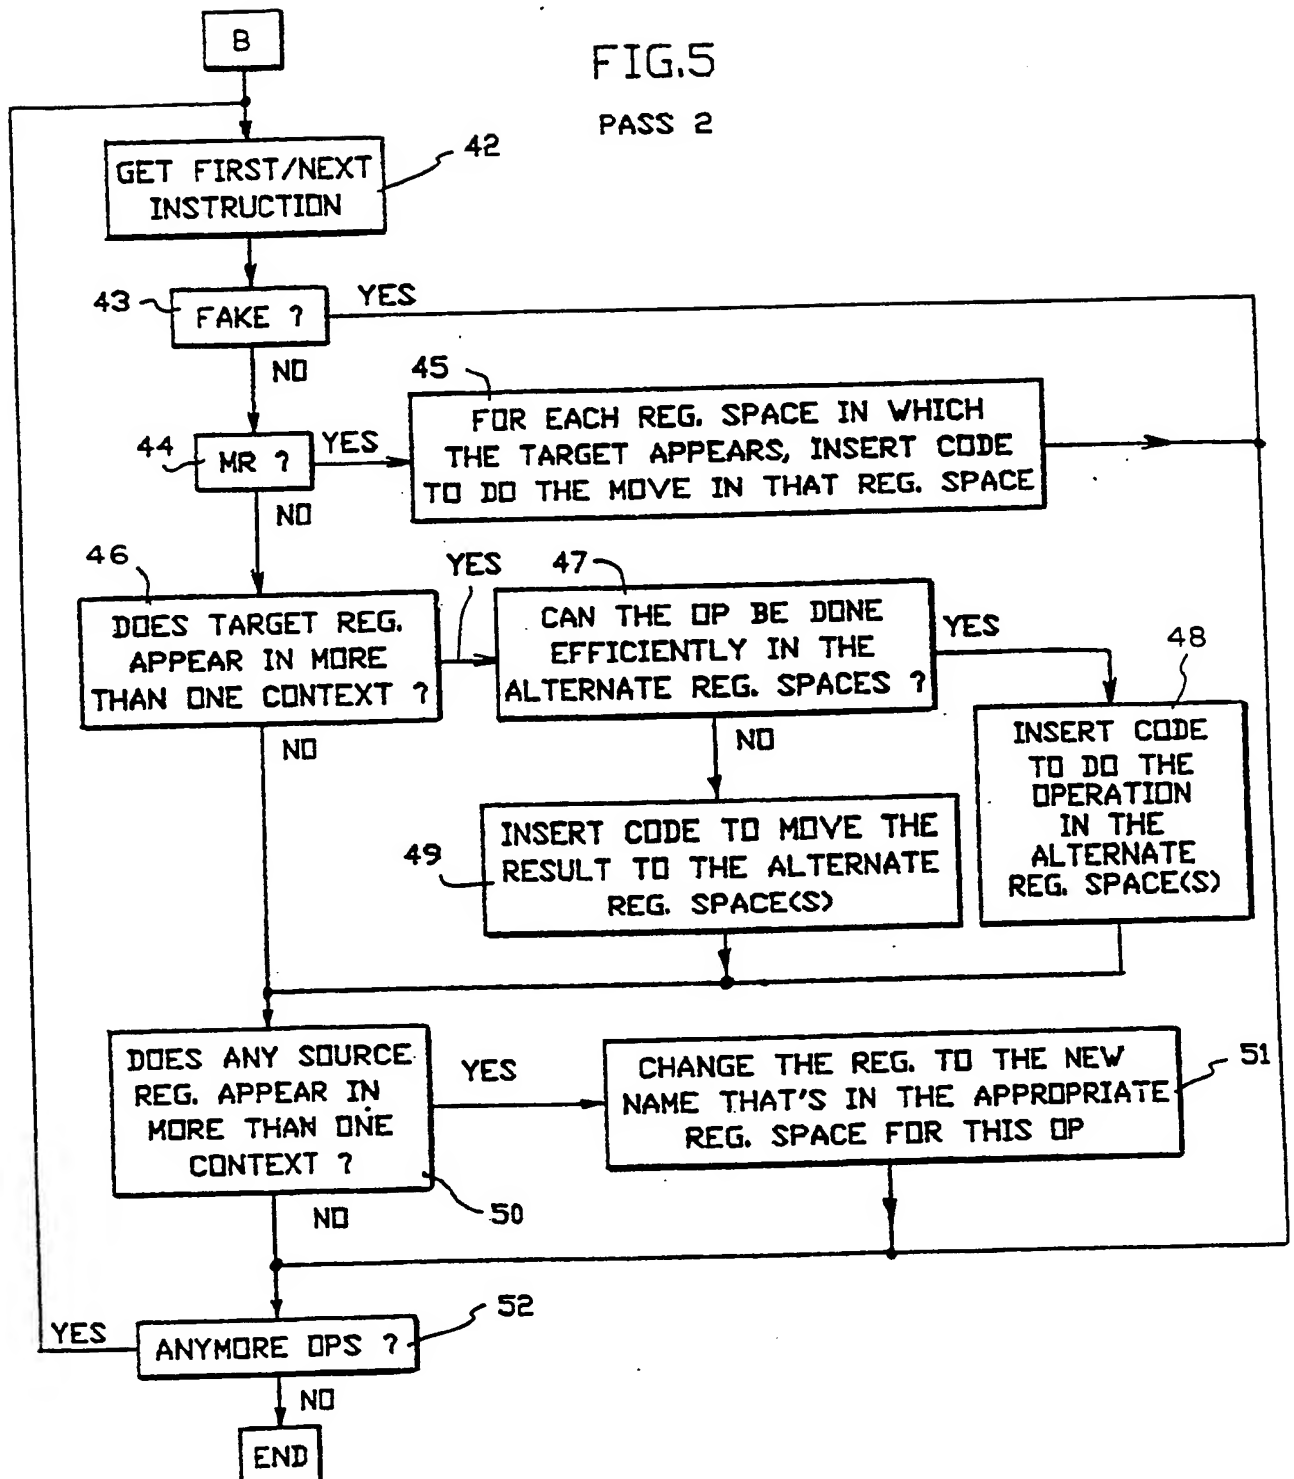 B
FIG.5
PASS 2
42
GET FIRST/NEXT
INSTRUCTION
43
FAKE ?
YES
NO
45
FOR EACH REG. SPACE IN WHICH
THE TARGET APPEARS, INSERT CODE
TO DO THE MOVE IN THAT REG. SPACE
44
MR ?
YES
NO
46
DOES TARGET REG.
APPEAR IN MORE
THAN ONE CONTEXT ?
YES
NO
47
CAN THE OP BE DONE
EFFICIENTLY IN THE
ALTERNATE REG. SPACES ?
YES
NO
48
INSERT CODE
TO DO THE
OPERATION
IN THE
ALTERNATE
REG. SPACE(S)
49
INSERT CODE TO MOVE THE
RESULT TO THE ALTERNATE
REG. SPACE(S)
DOES ANY SOURCE
REG. APPEAR IN
MORE THAN ONE
CONTEXT ?
50
YES
NO
CHANGE THE REG. TO THE NEW
NAME THAT'S IN THE APPROPRIATE
REG. SPACE FOR THIS OP
51
52
ANYMORE OPS ?
YES
NO
END